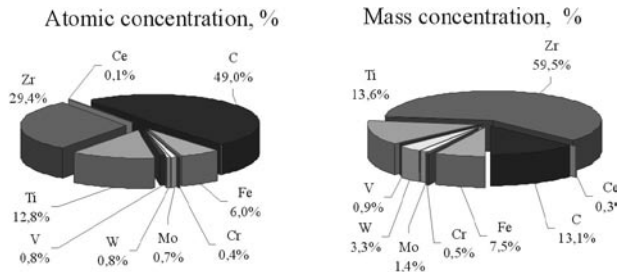 Atomic concentration, %
Ce
0,1%
C
49,0%
Zr
29,4%
Ti
12,8%
V
0,8%
W
0,8%
Mo
0,7%
Cr
0,4%
Fe
6,0%
Mass concentration, %
Zr
59,5%
Ti
13,6%
V
0,9%
W
3,3%
Mo
1.4%
Cr
0,5%
Fe
7,5%
C
13,1%
Ce
0,3%